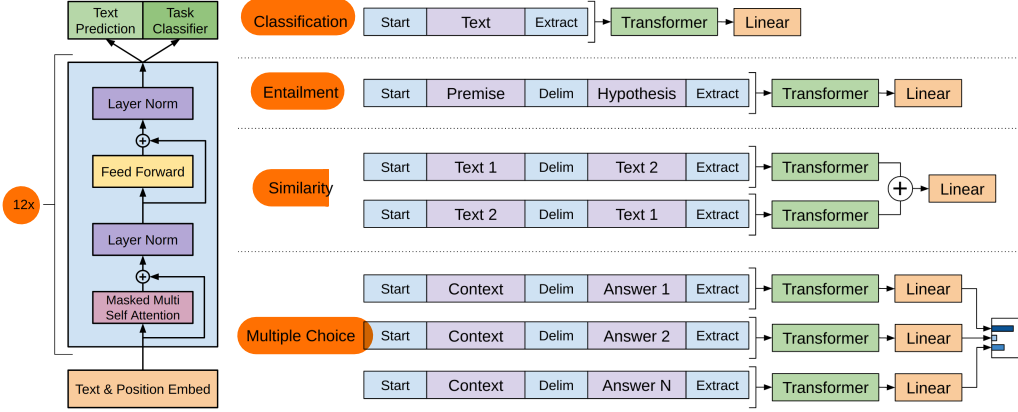 Text Prediction
Task Classifier
Layer Norm
+
Feed Forward
12x
Layer Norm
+
Masked Multi Self Attention
Text & Position Embed
Classification
Start Text Extract Transformer Linear
Entailment
Start Premise Delim Hypothesis Extract Transformer Linear
Similarity
Start Text 1 Delim Text 2 Extract Transformer
+ Linear
Start Text 2 Delim Text 1 Extract Transformer
Multiple Choice
Start Context Delim Answer 1 Extract Transformer Linear
Start Context Delim Answer 2 Extract Transformer Linear
Start Context Delim Answer N Extract Transformer Linear